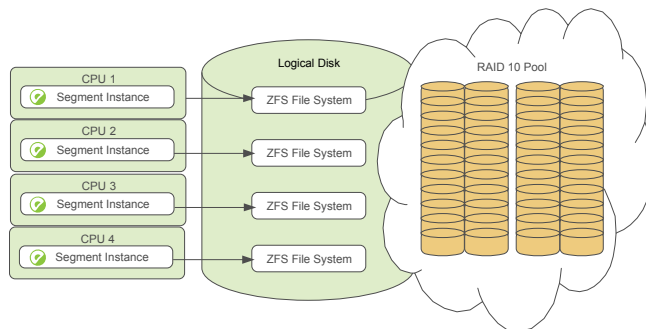 Logical Disk
RAID 10 Pool
CPU 1
Segment Instance
ZFS File System
CPU 2
Segment Instance
ZFS File System
CPU 3
Segment Instance
ZFS File System
CPU 4
Segment Instance
ZFS File System